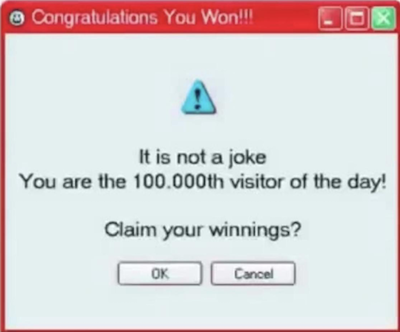 Congratulations You Won!!!
It is not a joke
You are the 100.000th visitor of the day!
Claim your winnings?
OK
Cancel